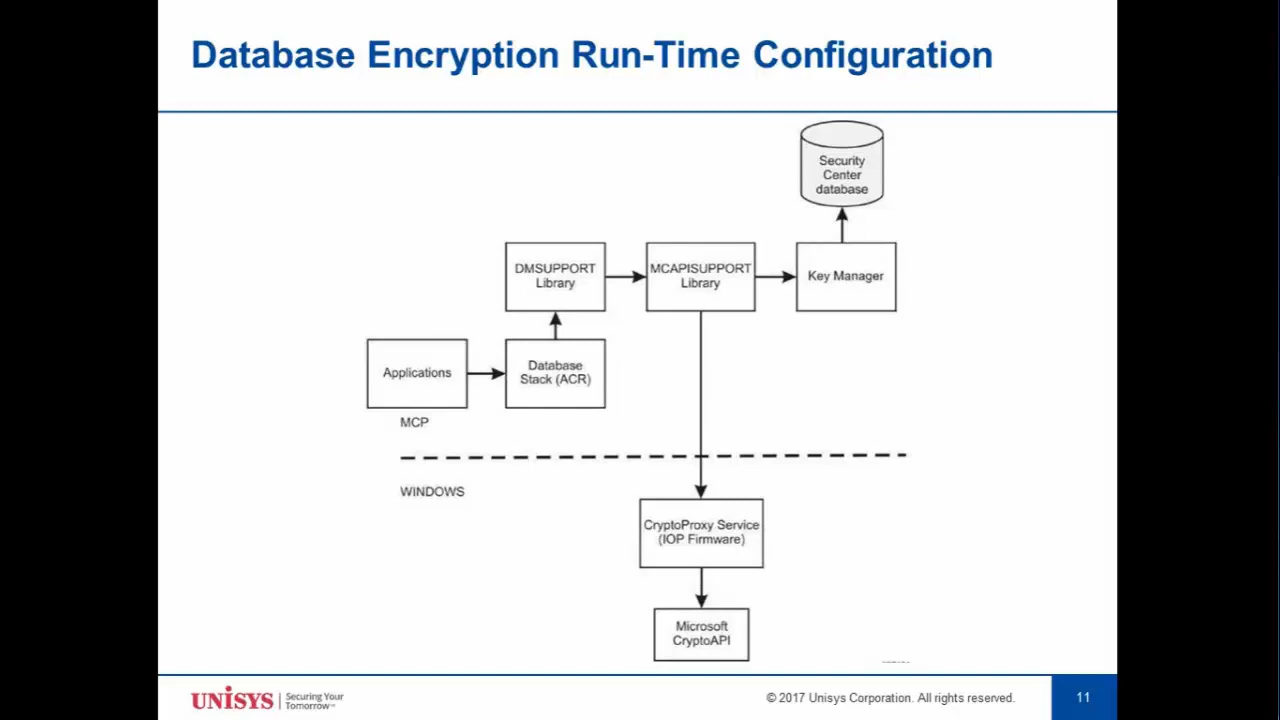 Database Encryption Run-Time Configuration
Security
Center
database
DMSUPPORT
Library
MCAPISUPPORT
Library
Key Manager
Applications
Database
Stack (ACR)
MCP
WINDOWS
CryptoProxy Service
(IOP Firmware)
Microsoft
CryptoAPI
UNISYS
Securing Your
Tomorrow™
© 2017 Unisys Corporation. All rights reserved.
11